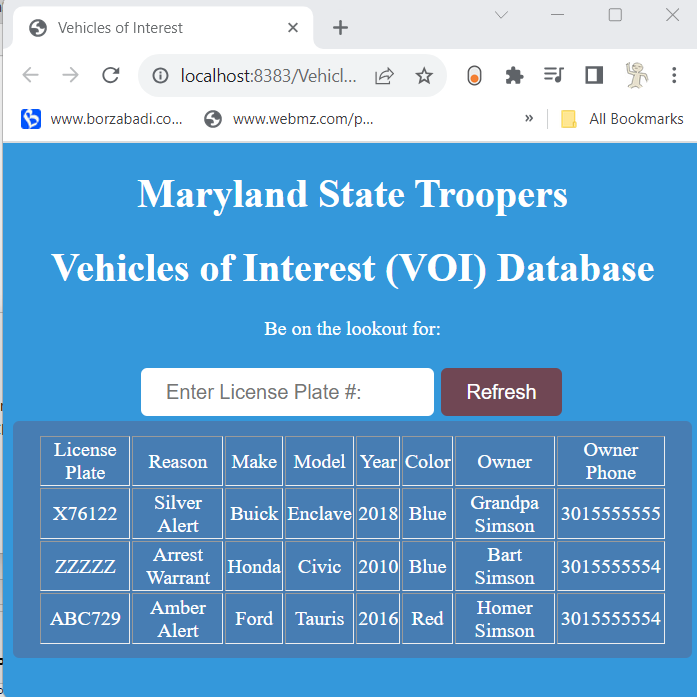 Vehicles of Interest
localhost:8383/Vehicl...
www.borzabadi.co...
www.webmz.com/p...
» All Bookmarks
Maryland State Troopers
Vehicles of Interest (VOI) Database
Be on the lookout for:
Enter License Plate #: Refresh
License Plate Reason Make Model Year Color Owner Owner Phone
X76122 Silver Alert Buick Enclave 2018 Blue Grandpa Simson 3015555555
ZZZZZ Arrest Warrant Honda Civic 2010 Blue Bart Simson 3015555554
ABC729 Amber Alert Ford Tauris 2016 Red Homer Simson 3015555554